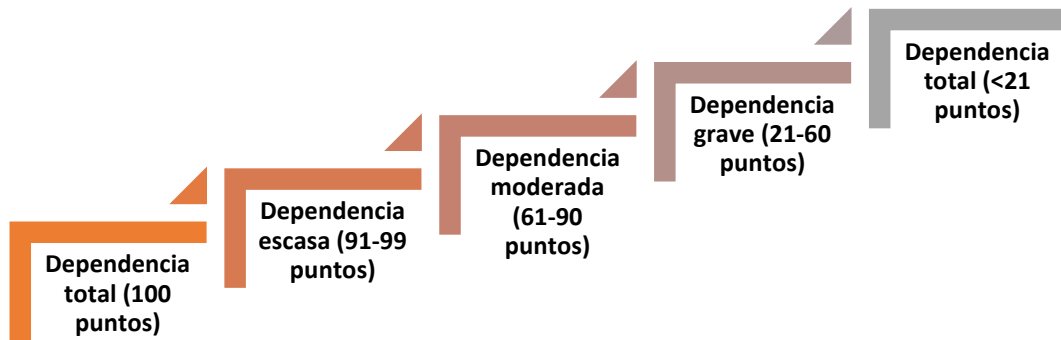 Dependencia
total (100
puntos)
Dependencia
escasa (91-99
puntos)
Dependencia
moderada
(61-90
puntos)
Dependencia
grave (21-60
puntos)
Dependencia
total (<21
puntos)